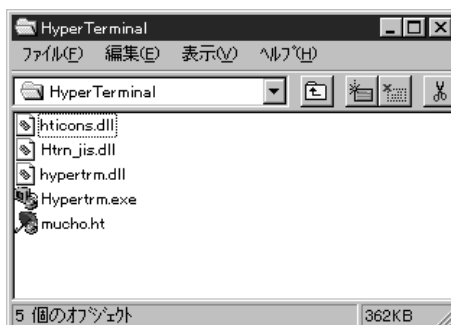 HyperTerminal
ﾌｧｲﾙ(F) 編集(E) 表示(V) ﾍﾙﾌﾟ(H)
HyperTerminal
hticons.dll
Htrn_jis.dll
hypertrm.dll
Hypertrm.exe
mucho.ht
5 個のｵﾌﾞｼﾞｪｸﾄ 362KB